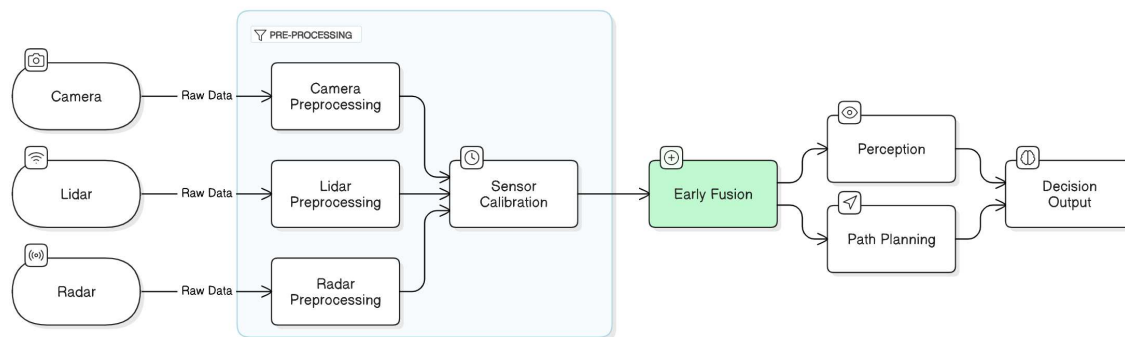 PRE-PROCESSING
Camera
Raw Data
Camera
Preprocessing
Lidar
Raw Data
Lidar
Preprocessing
Radar
Raw Data
Radar
Preprocessing
Sensor
Calibration
Early Fusion
Perception
Path Planning
Decision
Output